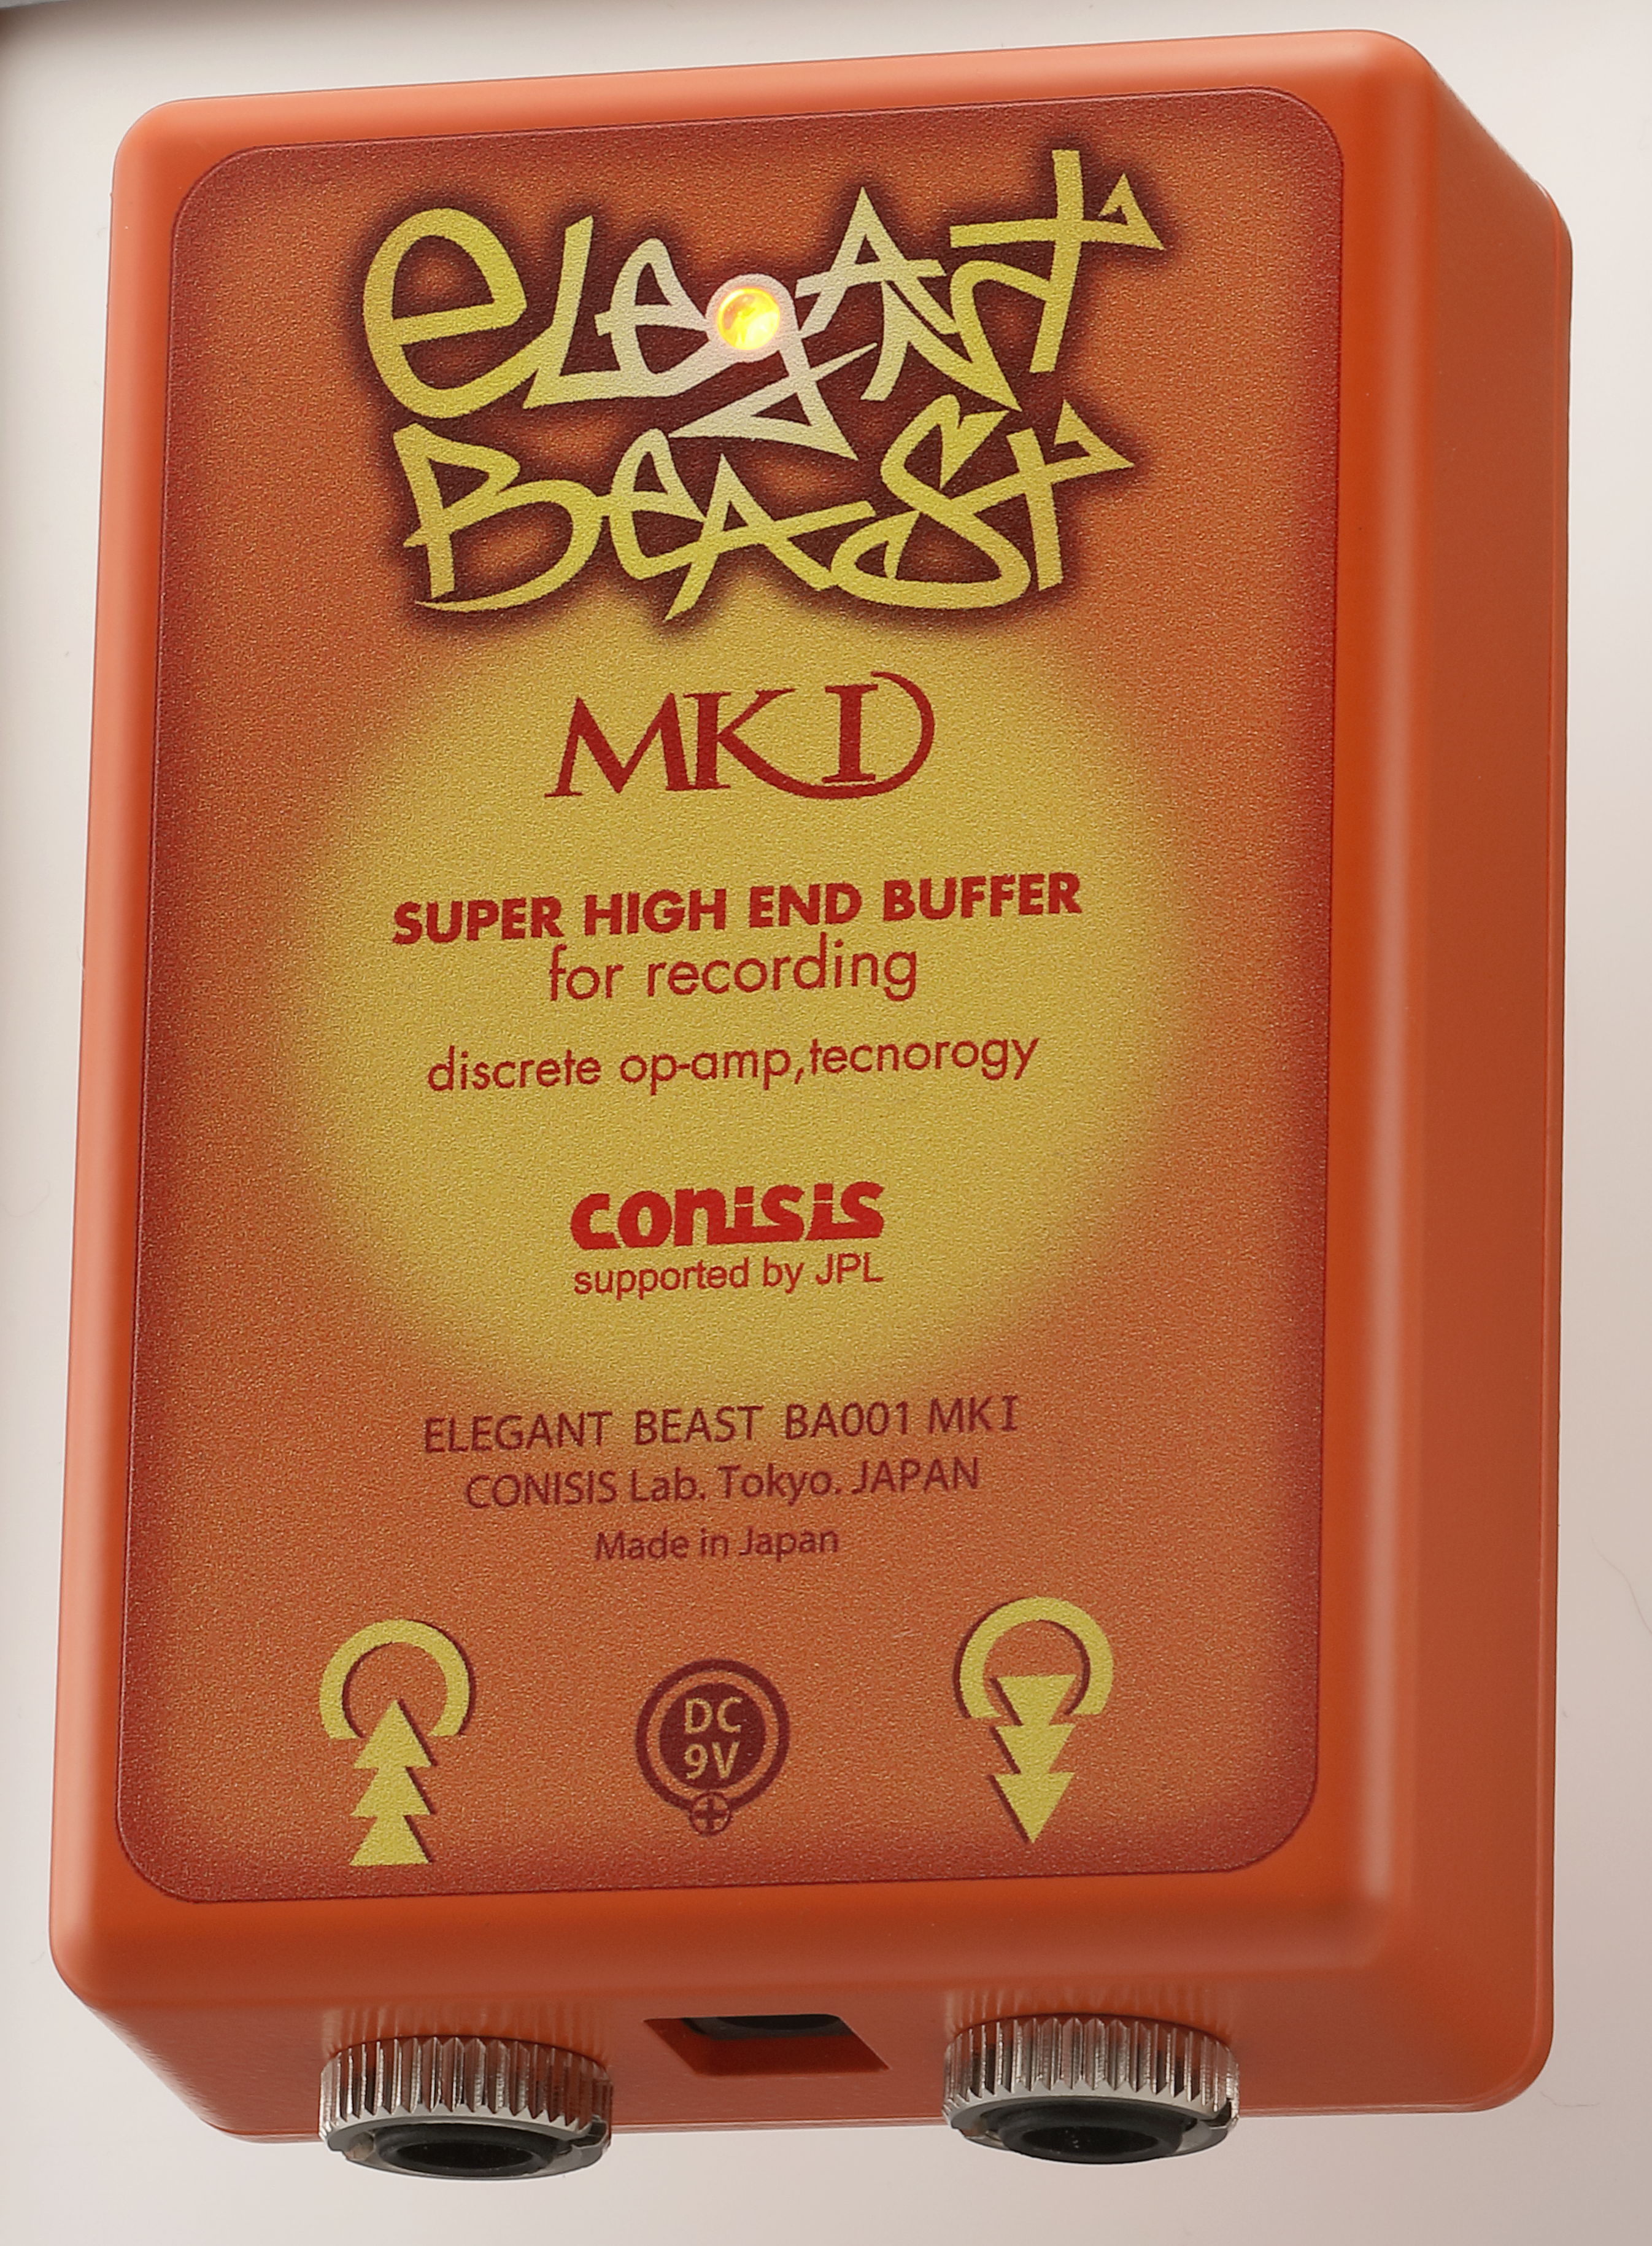 eLegAnt
BeASt
MK I
SUPER HIGH END BUFFER
for recording
discrete op-amp,tecnorogy
conisis
supported by JPL
ELEGANT BEAST BA001 MK I
CONISIS Lab. Tokyo. JAPAN
Made in Japan
DC
9V
+